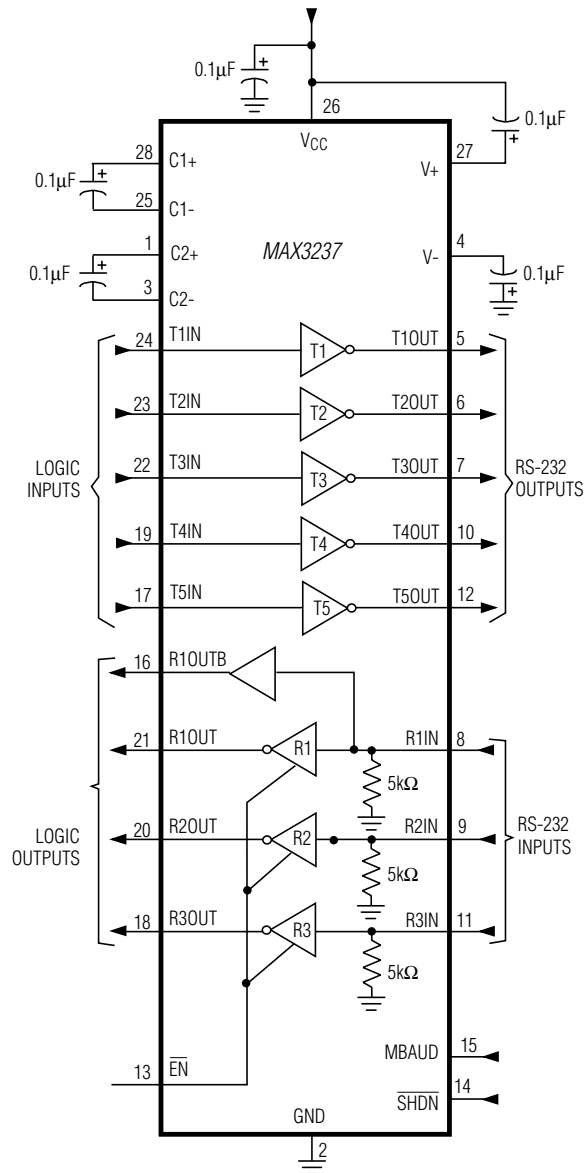 0.1µF
26
0.1µF
VCC
28
C1+
27
V+
0.1µF
25
C1-
1
C2+
MAX3237
4
V-
0.1µF
3
C2-
0.1µF
24
T1IN
T1
T1OUT
5
23
T2IN
T2
T2OUT
6
LOGIC
INPUTS
22
T3IN
T3
T3OUT
7
RS-232
OUTPUTS
19
T4IN
T4
T4OUT
10
17
T5IN
T5
T5OUT
12
16
R1OUTB
21
R1OUT
R1
R1IN
8
5kΩ
LOGIC
OUTPUTS
20
R2OUT
R2
R2IN
9
RS-232
INPUTS
5kΩ
18
R3OUT
R3
R3IN
11
5kΩ
MBAUD
15
13
EN
SHDN
14
GND
2